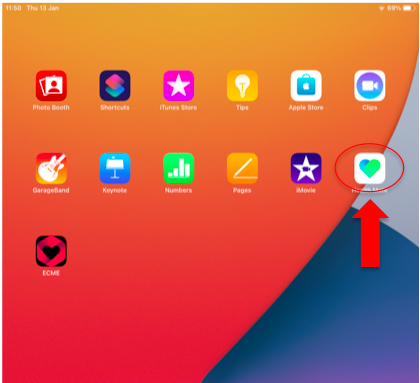 11:50 Thu 13 Jan
69%
Photo Booth Shortcuts iTunes Store Tips Apple Store Clips
GarageBand Keynote Numbers Pages iMovie
ECME